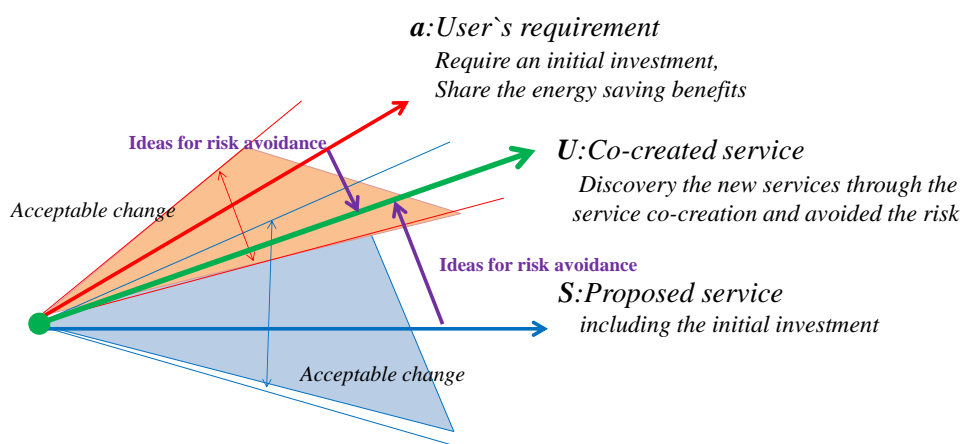 a:User`s requirement
Require an initial investment,
Share the energy saving benefits
Ideas for risk avoidance
U:Co-created service
Discovery the new services through the
service co-creation and avoided the risk
Acceptable change
Ideas for risk avoidance
S:Proposed service
including the initial investment
Acceptable change